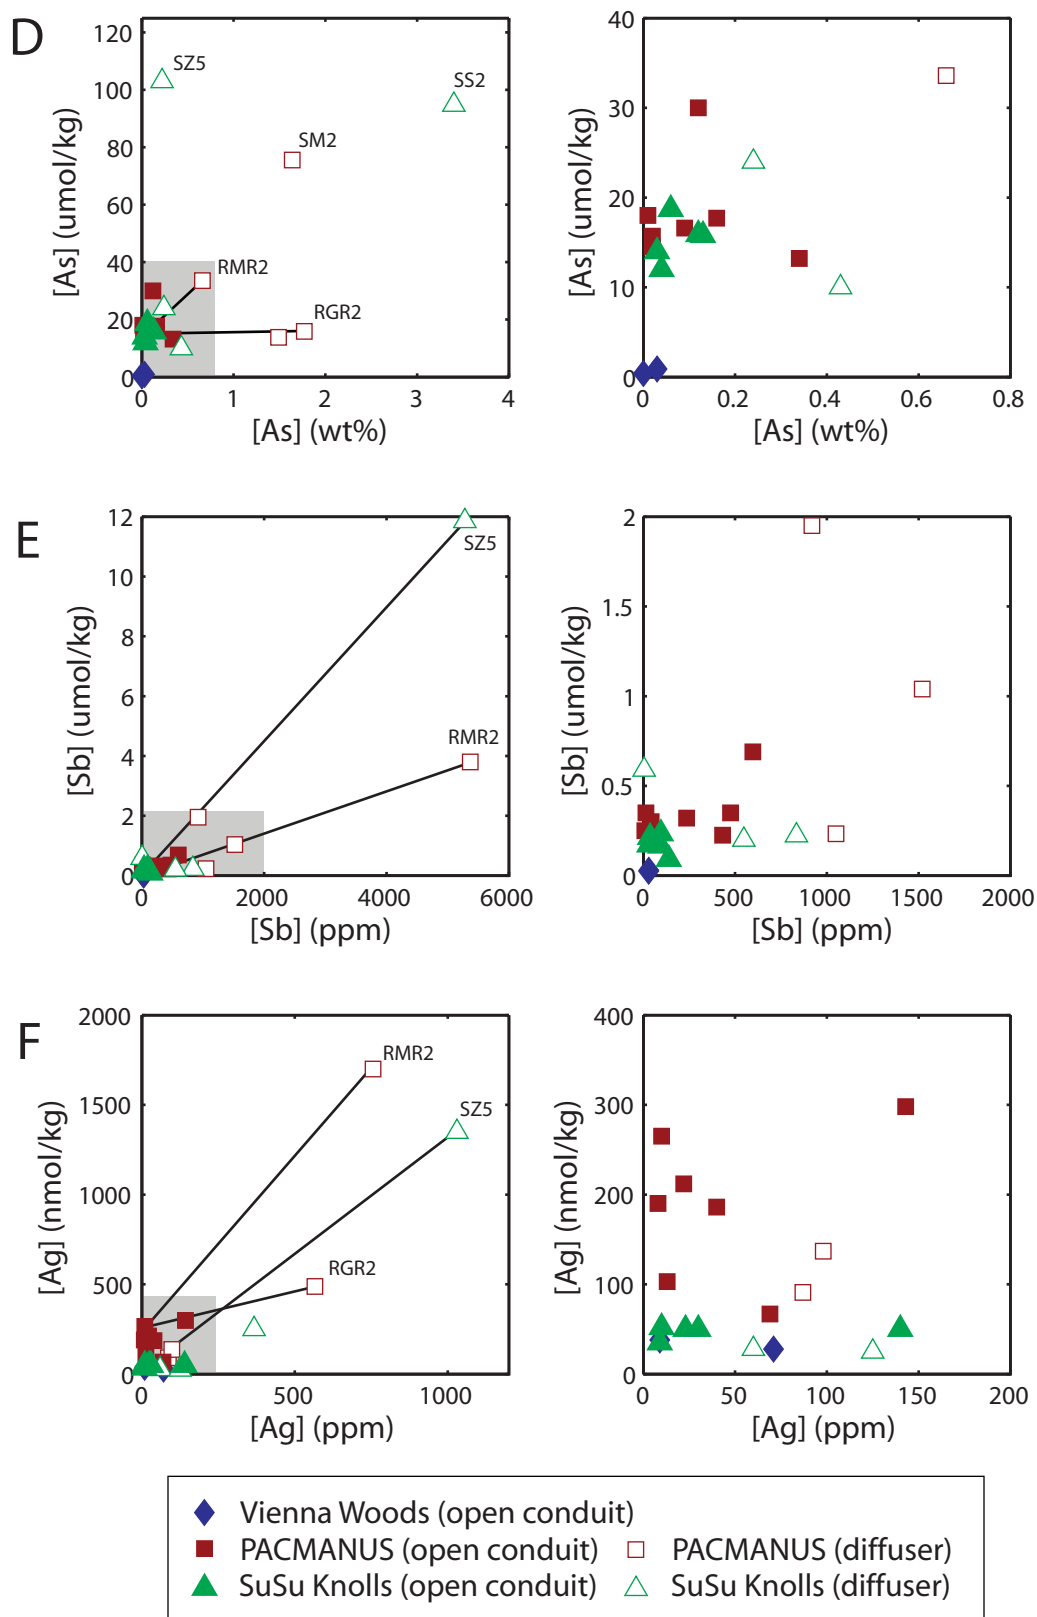 D
120
100
80
60
40
20
0
[As] (umol/kg)
SZ5
SS2
SM2
RMR2
RGR2
0 1 2 3 4
[As] (wt%)
40
30
20
10
0
[As] (umol/kg)
0 0.2 0.4 0.6 0.8
[As] (wt%)
E
12
10
8
6
4
2
0
[Sb] (umol/kg)
SZ5
RMR2
0 2000 4000 6000
[Sb] (ppm)
2
1.5
1
0.5
0
[Sb] (umol/kg)
0 500 1000 1500 2000
[Sb] (ppm)
F
2000
1500
1000
500
0
[Ag] (nmol/kg)
RMR2
SZ5
RGR2
0 500 1000
[Ag] (ppm)
400
300
200
100
0
[Ag] (nmol/kg)
0 50 100 150 200
[Ag] (ppm)
Vienna Woods (open conduit)
PACMANUS (open conduit) PACMANUS (diffuser)
SuSu Knolls (open conduit) SuSu Knolls (diffuser)